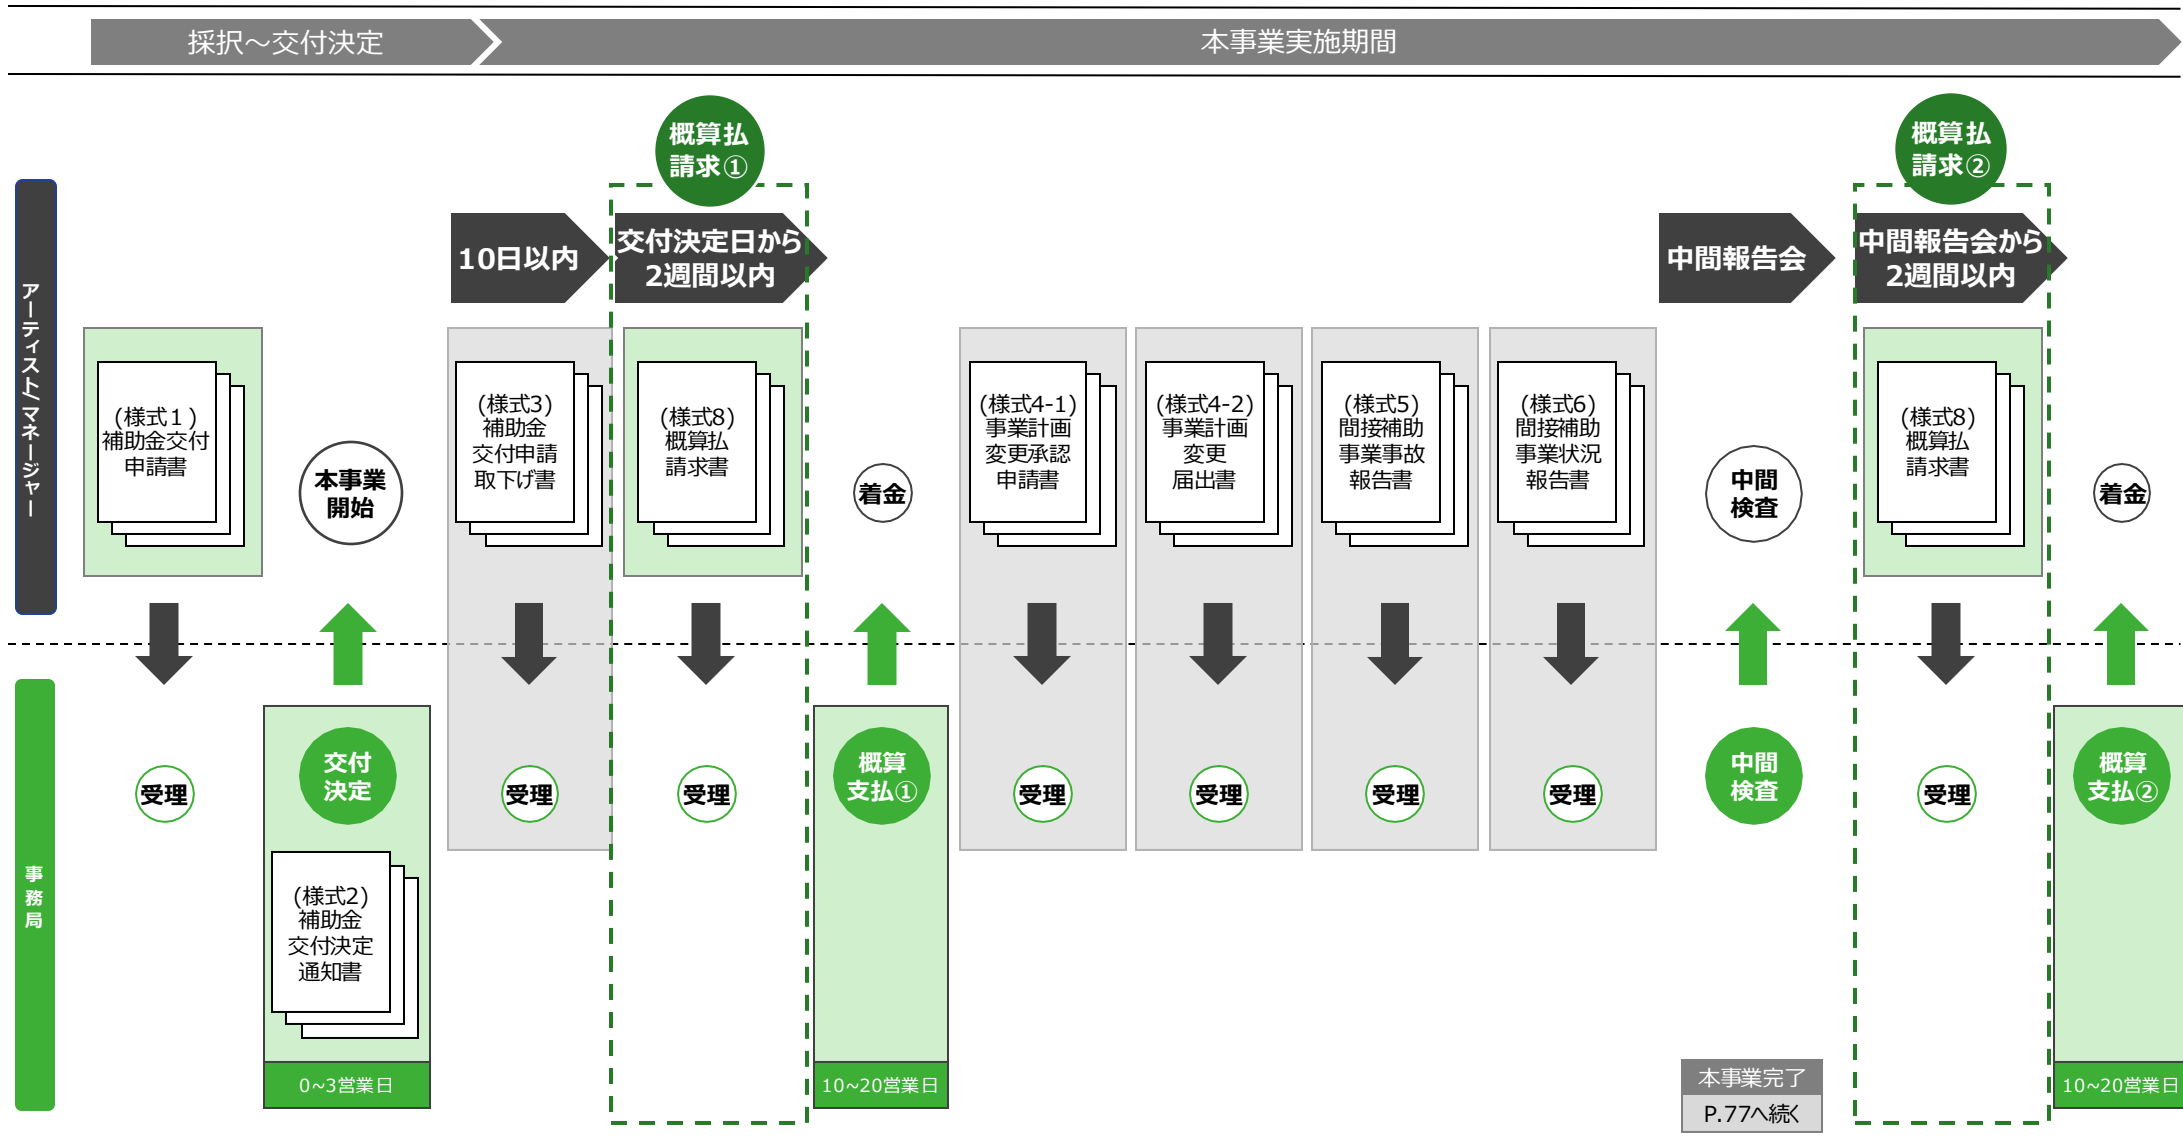 採択～交付決定
本事業実施期間
概算払
請求①
概算払
請求②
10日以内
交付決定日から
2週間以内
中間報告会
中間報告会から
2週間以内
アーティスト/マネージャー
(様式１)
補助金交付
申請書
本事業
開始
(様式3)
補助金
交付申請
取下げ書
(様式8)
概算払
請求書
着金
(様式4-1)
事業計画
変更承認
申請書
(様式4-2)
事業計画
変更
届出書
(様式5)
間接補助
事業事故
報告書
(様式6)
間接補助
事業状況
報告書
中間
検査
(様式8)
概算払
請求書
着金
事務局
受理
交付
決定
受理
受理
概算
支払①
受理
受理
受理
受理
中間
検査
受理
概算
支払②
(様式2)
補助金
交付決定
通知書
0~3営業日
10~20営業日
本事業完了
P.77へ続く
10~20営業日